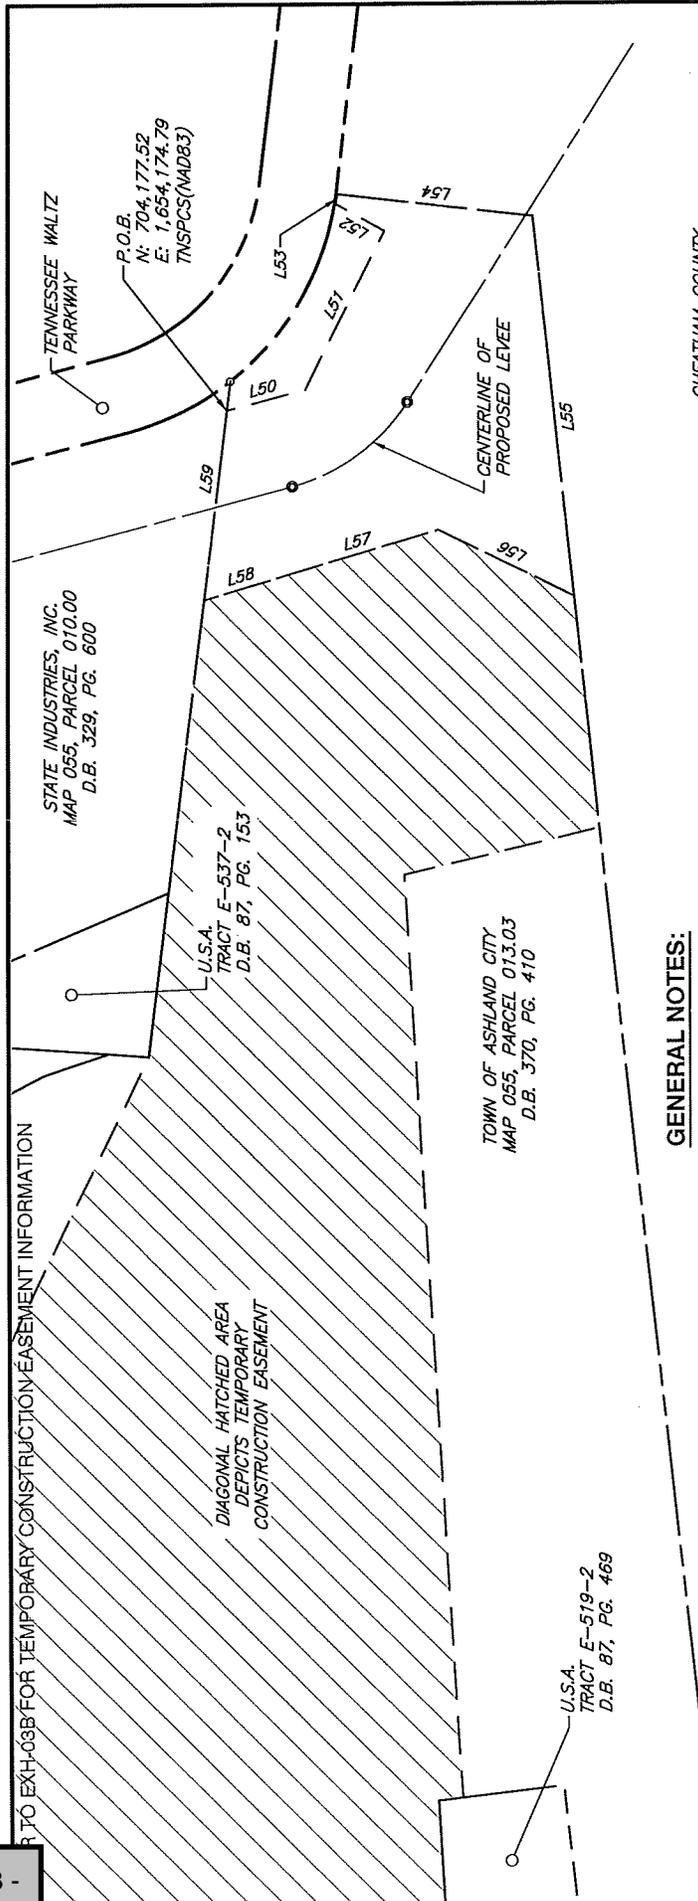 TENNESSEE WALTZ
PARKWAY
P.O.B.
N: 704,177.52
E: 1,654,174.79
TNSPCS(NAD83)
L53
L52
L54
L51
L50
L59
CENTERLINE OF
PROPOSED LEVEE
L55
L58
L57
L56
STATE INDUSTRIES, INC.
MAP 055, PARCEL 010.00
D.B. 329, PG. 600
U.S.A.
TRACT E-537-2
D.B. 87, PG. 153
TOWN OF ASHLAND CITY
MAP 055, PARCEL 013.03
D.B. 370, PG. 410
GENERAL NOTES:
CHEATHAM COUNTY
R TO EXH-03B FOR TEMPORARY CONSTRUCTION EASEMENT INFORMATION
DIAGONAL HATCHED AREA
DEPICTS TEMPORARY
CONSTRUCTION EASEMENT
U.S.A.
TRACT E-519-2
D.B. 87, PG. 469